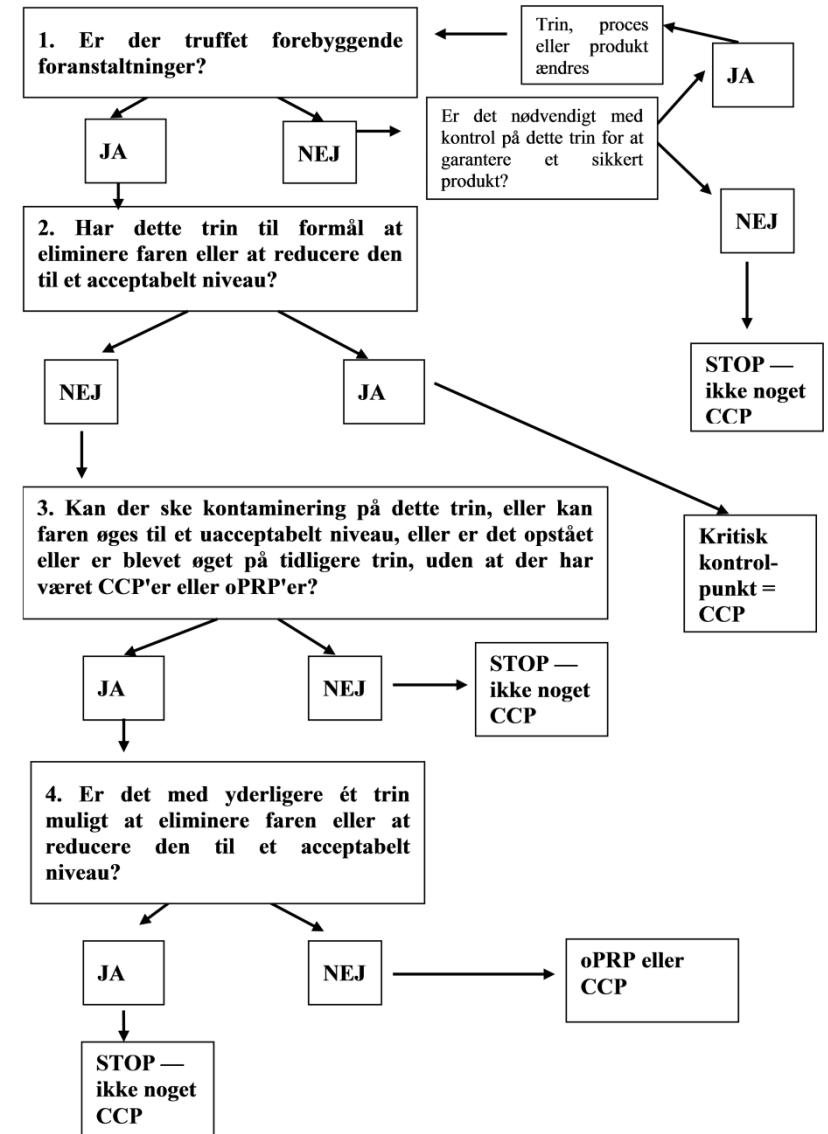 1. Er der truffet forebyggende
foranstaltninger?
Trin, proces
eller produkt
ændres
JA
JA
NEJ
Er det nødvendigt med
kontrol på dette trin for at
garantere et sikkert
produkt?
NEJ
2. Har dette trin til formål at
eliminere faren eller at reducere den
til et acceptabelt niveau?
STOP —
ikke noget
CCP
NEJ
JA
3. Kan der ske kontaminering på dette trin, eller kan
faren øges til et uacceptabelt niveau, eller er det opstået
eller er blevet øget på tidligere trin, uden at der har
været CCP'er eller oPRP'er?
Kritisk
kontrol-
punkt =
CCP
JA
NEJ
STOP —
ikke noget
CCP
4. Er det med yderligere ét trin
muligt at eliminere faren eller at
reducere den til et acceptabelt
niveau?
JA
NEJ
oPRP eller
CCP
STOP —
ikke noget
CCP